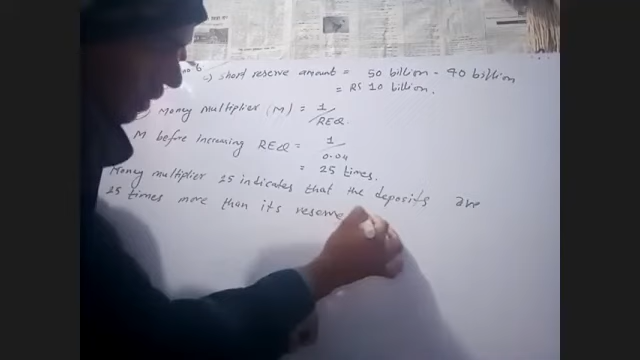 c) short reserve amount = 50 billion - 40 billion
= RS 10 billion.
Money multiplier (M) = 1/REQ.
M before increasing REQ = 1/0.04
= 25 times.
Money multiplier 25 indicates that the deposits are
25 times more than its reserve